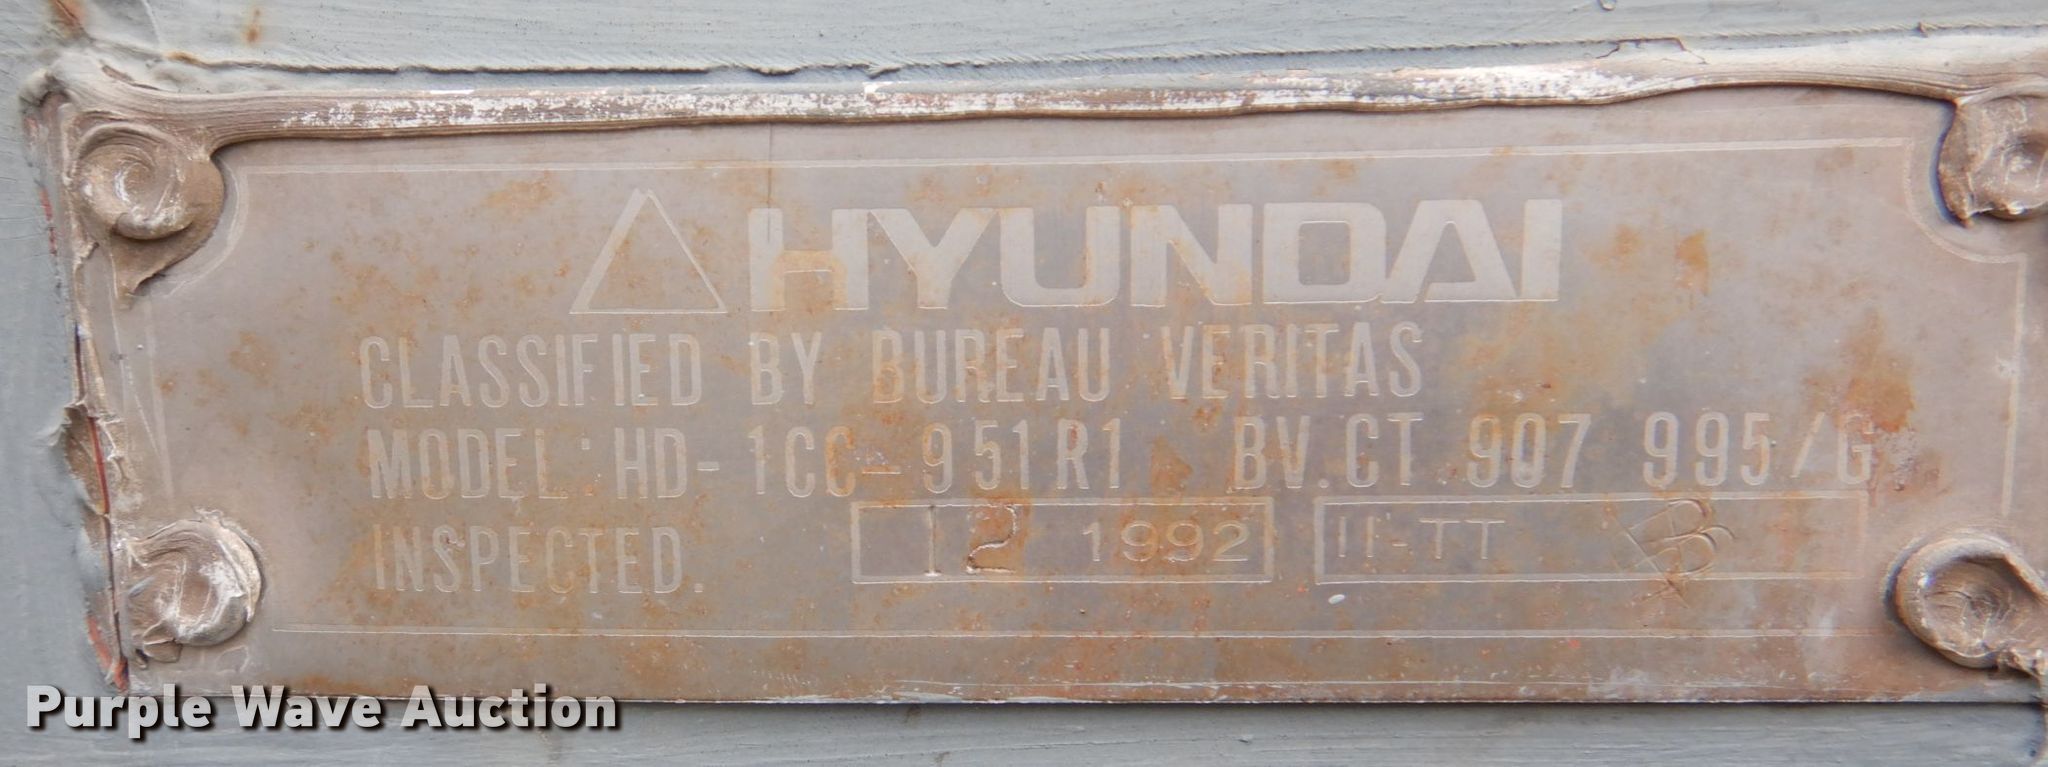 HYUNDAI
CLASSIFIED BY BUREAU VERITAS
MODEL: HD-1CC-951R1 BV.CT.907 995/G
INSPECTED. 12 1992 II-TT
Purple Wave Auction